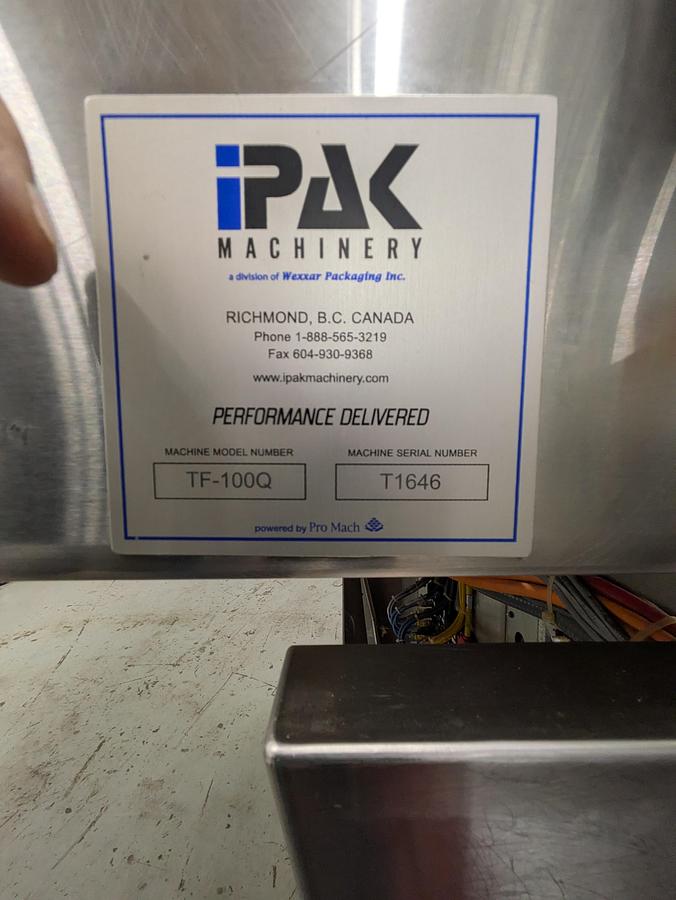 iPAK
MACHINERY
a division of Wexxar Packaging Inc.
RICHMOND, B.C. CANADA
Phone 1-888-565-3219
Fax 604-930-9368
www.ipakmachinery.com
PERFORMANCE DELIVERED
MACHINE MODEL NUMBER
TF-100Q
MACHINE SERIAL NUMBER
T1646
powered by Pro Mach